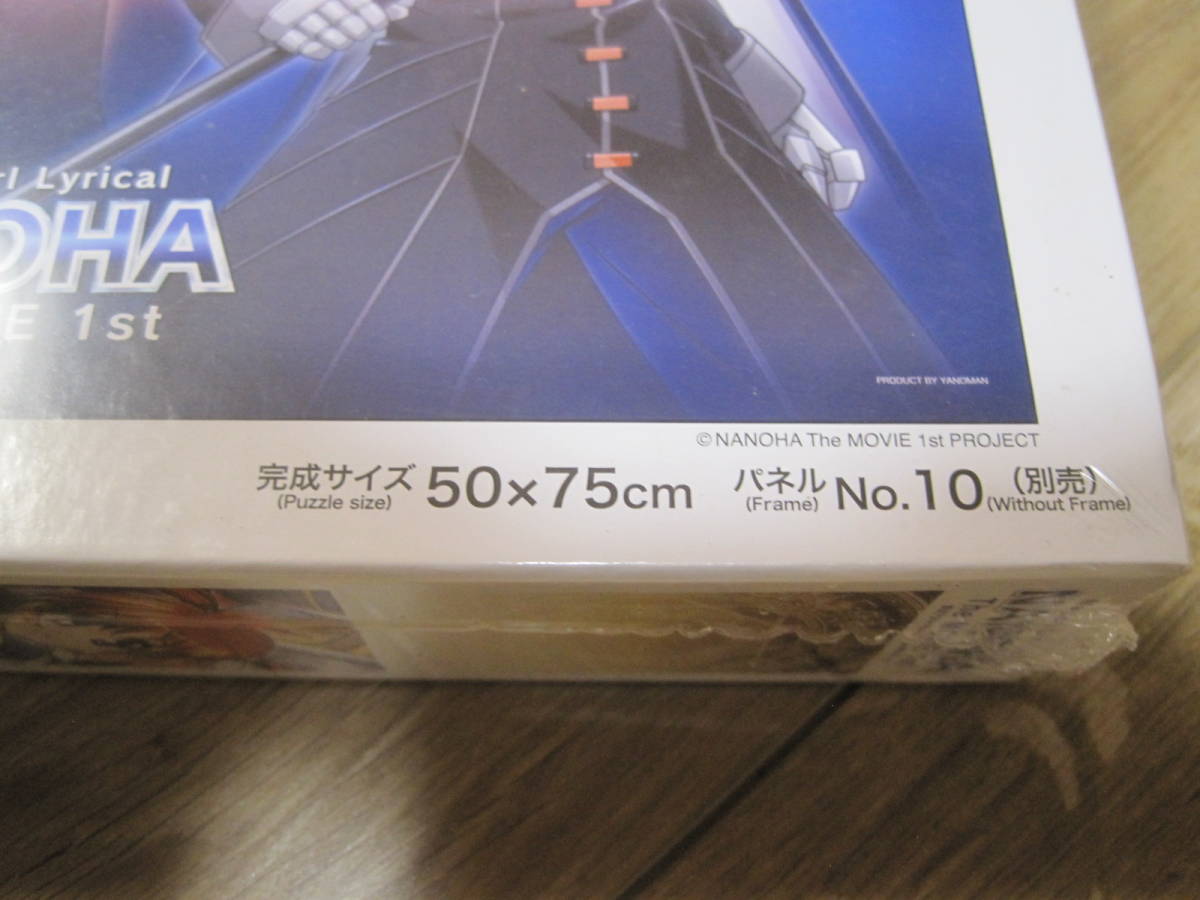 rl Lyrical
OHA
E 1st
PRODUCT BY YANOMAN
©NANOHA The MOVIE 1st PROJECT
完成サイズ 50×75cm パネル No.10 (別売)
(Puzzle size) (Frame) (Without Frame)